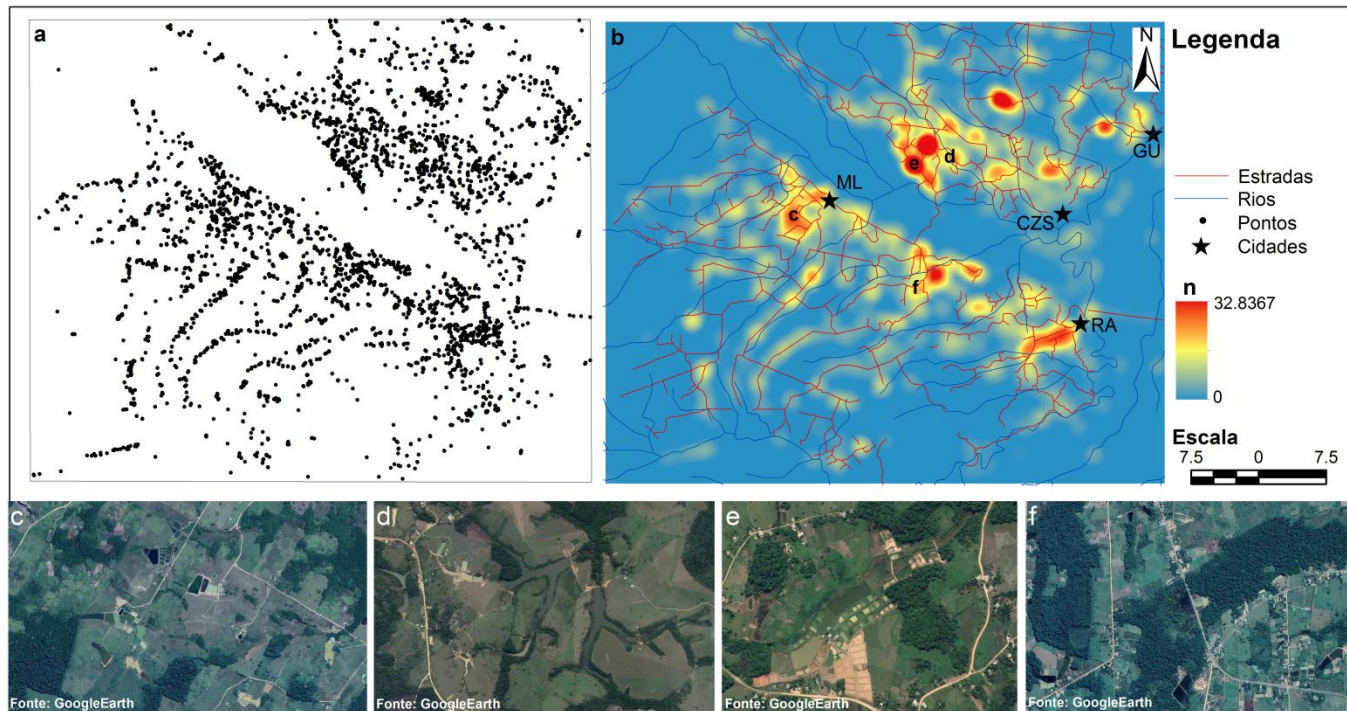 a
b
N
GU
d
e
ML
c
CZS
f
RA
Legenda
Estradas
Rios
Pontos
Cidades
n
32.8367
0
Escala
7.5 0 7.5
c
Fonte: GoogleEarth
d
Fonte: GoogleEarth
e
Fonte: GoogleEarth
f
Fonte: GoogleEarth